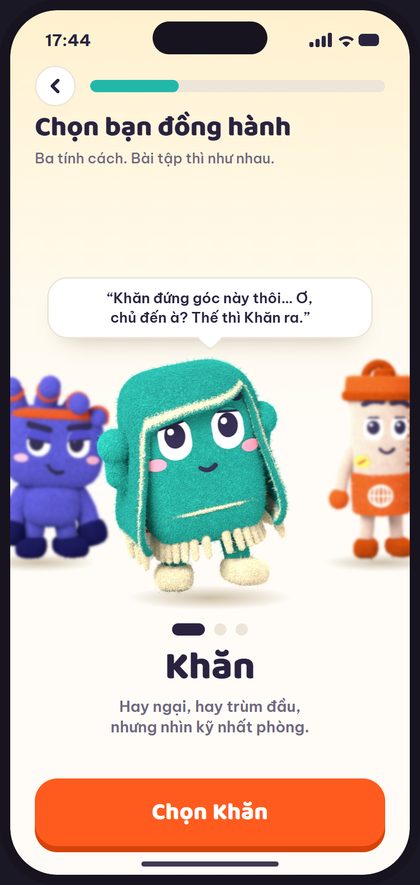 17:44
Chọn bạn đồng hành
Ba tính cách. Bài tập thì như nhau.
“Khăn đứng góc này thôi... Ơ,
chủ đến à? Thế thì Khăn ra.”
Khăn
Hay ngại, hay trùm đầu,
nhưng nhìn kỹ nhất phòng.
Chọn Khăn